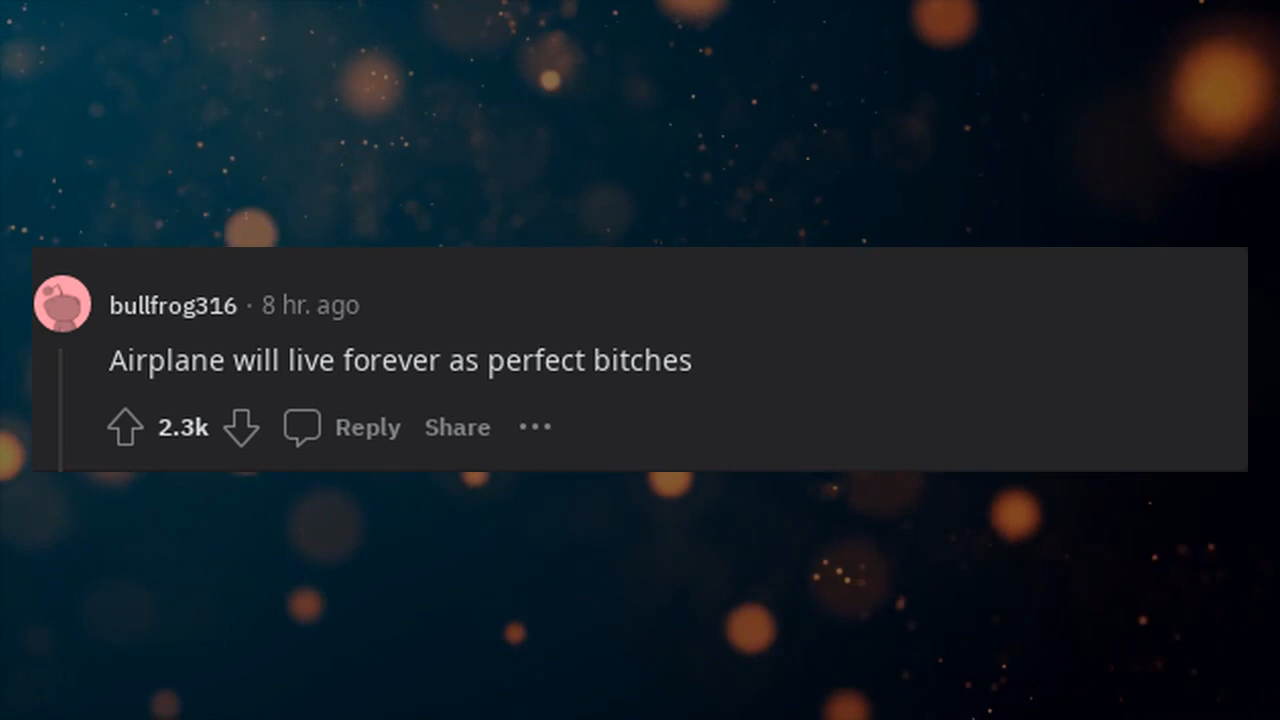 bullfrog316 · 8 hr. ago
Airplane will live forever as perfect bitches
2.3k Reply Share ···